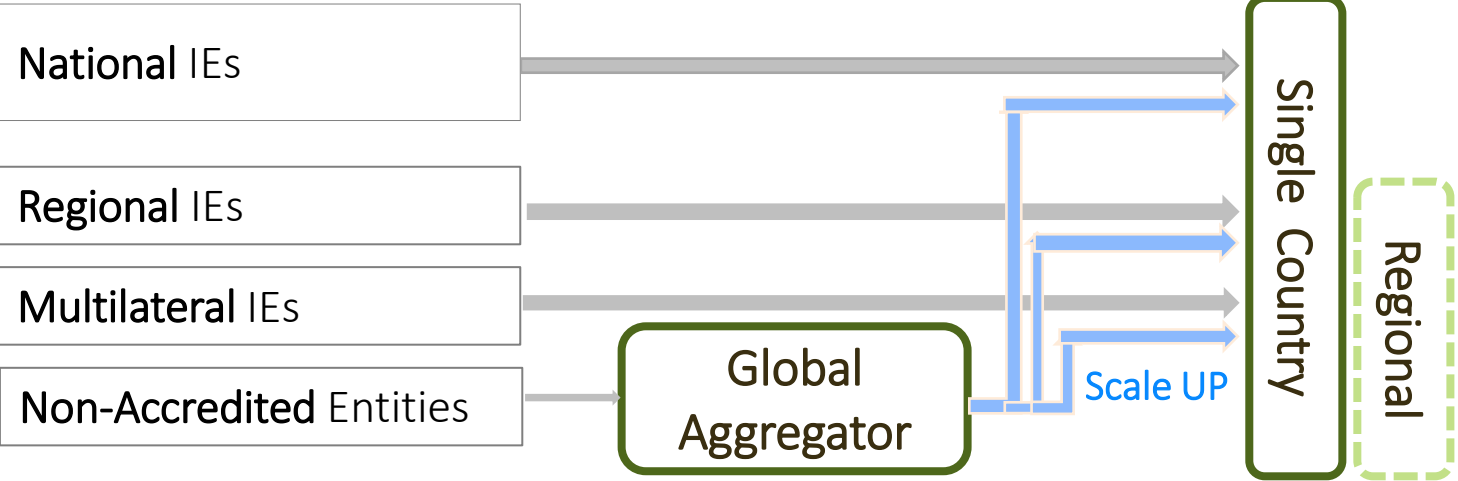 National IEs
Regional IEs
Multilateral IEs
Non-Accredited Entities
Global
Aggregator
Scale UP
Single Country
Regional